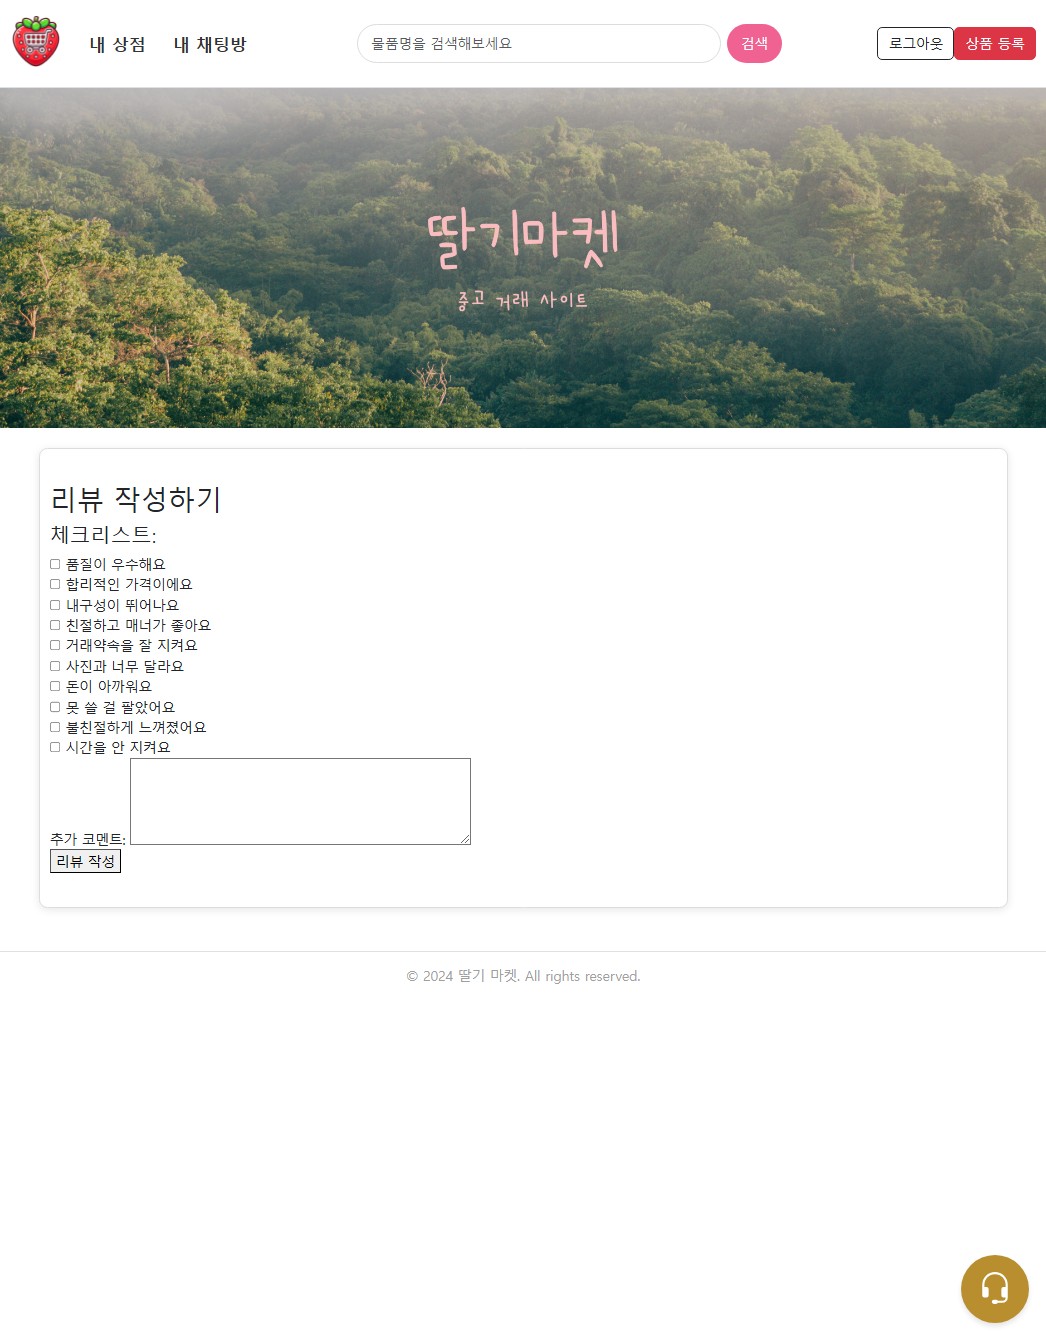 내 상점 내 채팅방 물품명을 검색해보세요 검색 로그아웃 상품 등록
딸기마켓
중고 거래 사이트
리뷰 작성하기
체크리스트:
품질이 우수해요
합리적인 가격이에요
내구성이 뛰어나요
친절하고 매너가 좋아요
거래약속을 잘 지켜요
사진과 너무 달라요
돈이 아까워요
못 쓸 걸 팔았어요
불친절하게 느껴졌어요
시간을 안 지켜요
추가 코멘트:
리뷰 작성
© 2024 딸기 마켓. All rights reserved.